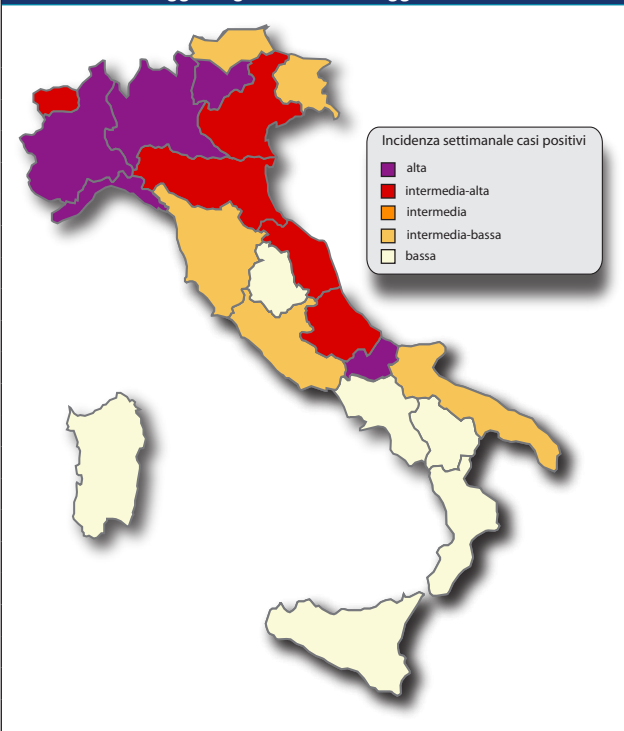 Incidenza settimanale casi positivi
alta
intermedia-alta
intermedia
intermedia-bassa
bassa